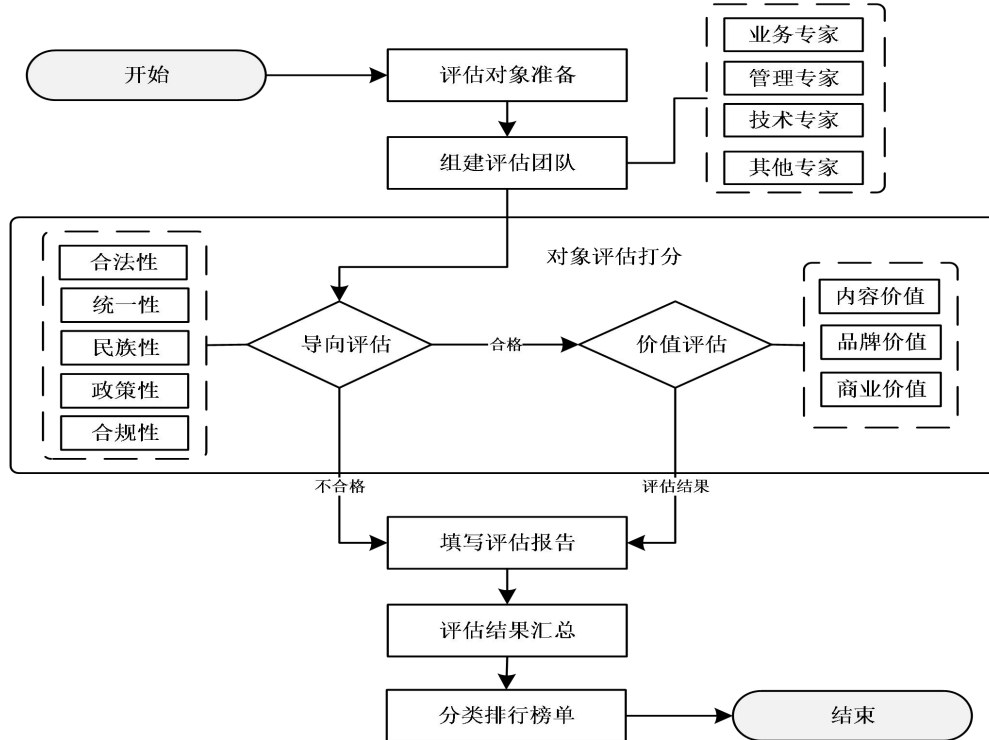 开始
评估对象准备
业务专家
管理专家
技术专家
其他专家
组建评估团队
对象评估打分
合法性
统一性
民族性
政策性
合规性
导向评估
合格
价值评估
内容价值
品牌价值
商业价值
不合格
评估结果
填写评估报告
评估结果汇总
分类排行榜单
结束